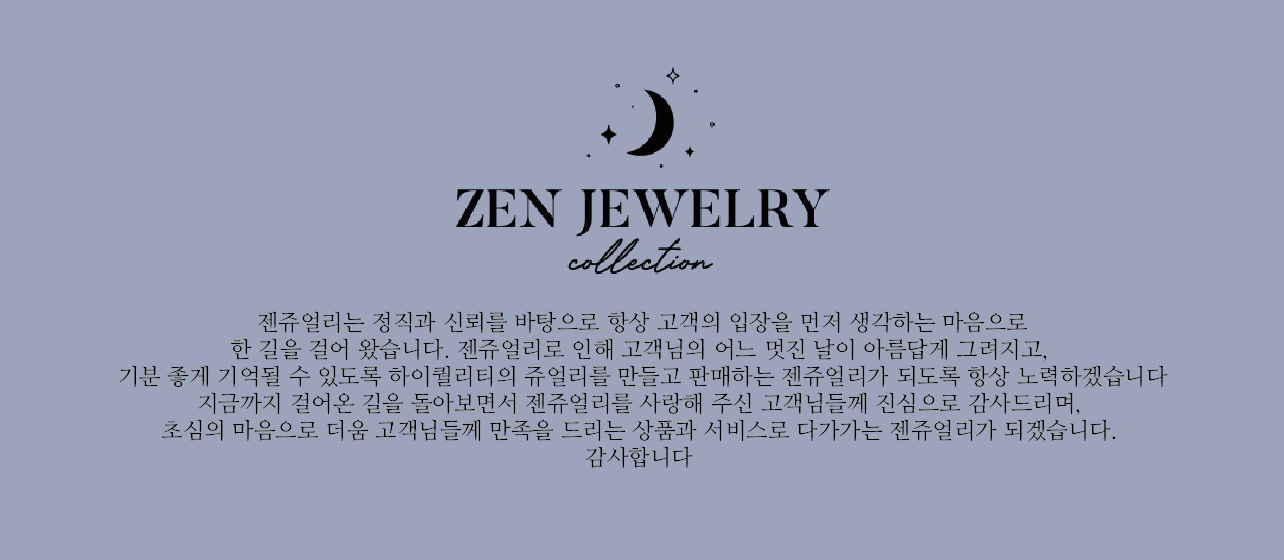 ZEN JEWELRY
collection
젠쥬얼리는 정직과 신뢰를 바탕으로 항상 고객의 입장을 먼저 생각하는 마음으로
한 길을 걸어 왔습니다. 젠쥬얼리로 인해 고객님의 어느 멋진 날이 아름답게 그려지고,
기분 좋게 기억될 수 있도록 하이퀄리티의 쥬얼리를 만들고 판매하는 젠쥬얼리가 되도록 항상 노력하겠습니다
지금까지 걸어온 길을 돌아보면서 젠쥬얼리를 사랑해 주신 고객님들께 진심으로 감사드리며,
초심의 마음으로 더움 고객님들께 만족을 드리는 상품과 서비스로 다가가는 젠쥬얼리가 되겠습니다.
감사합니다